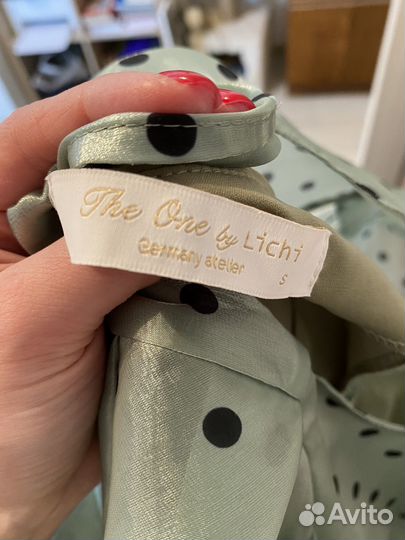 The One by Lichi
Germany atelier
S
Avito